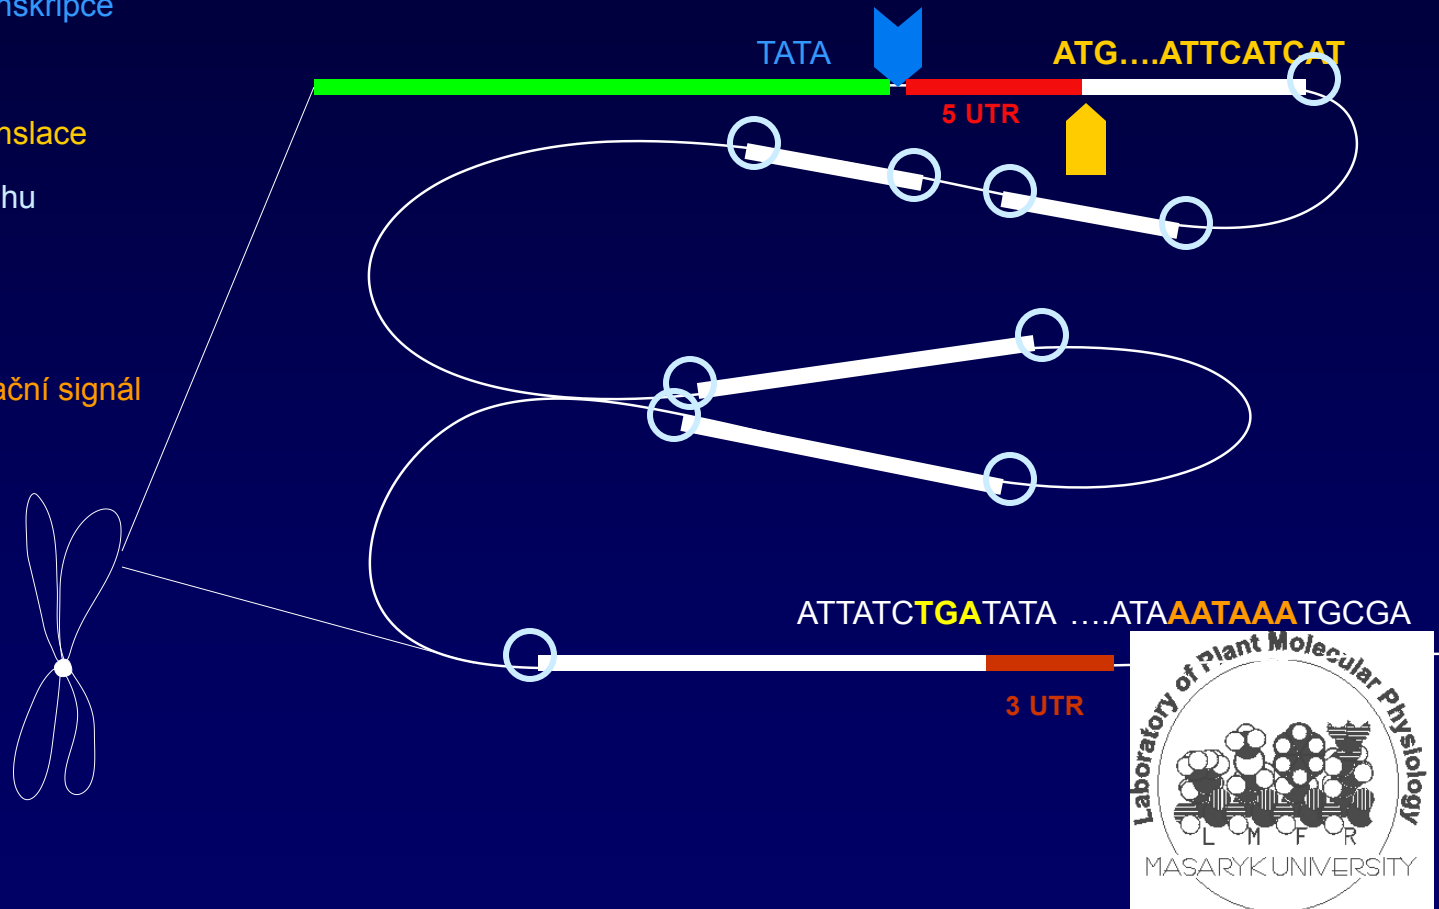 nskripce
TATA
ATG….ATTCATCAT
5 UTR
nslace
hu
ační signál
ATTATCTGATATA ….ATAAATAAATGCGA
3 UTR
Laboratory of Plant Molecular Physiology
L M F R
MASARYK UNIVERSITY